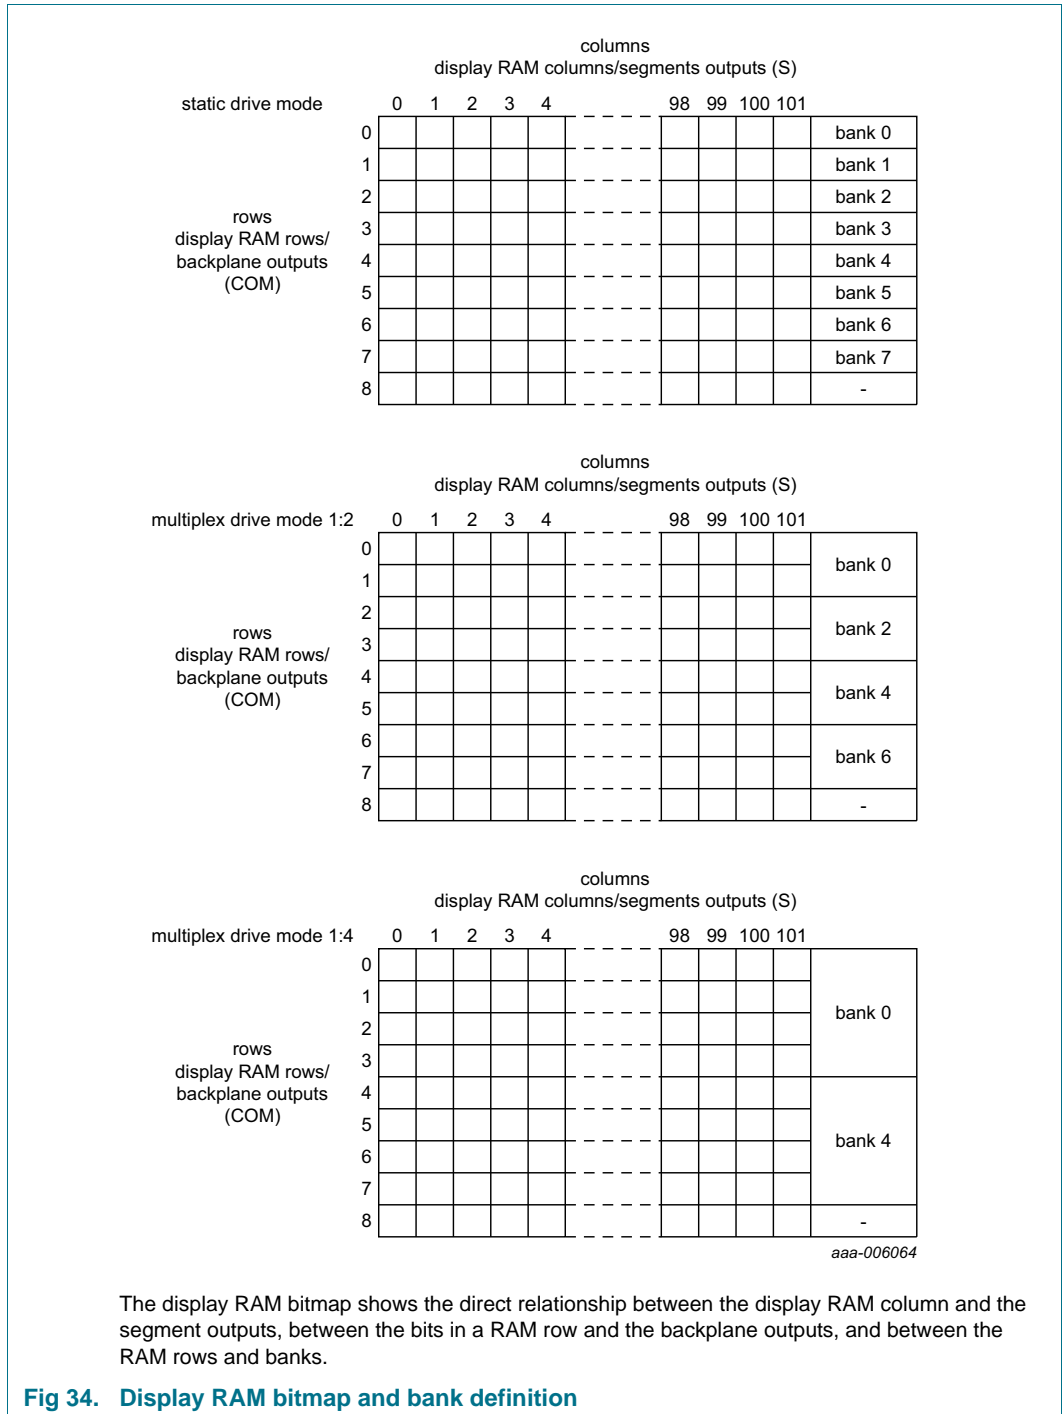 columns
display RAM columns/segments outputs (S)
static drive mode 0 1 2 3 4 98 99 100 101
0 bank 0
1 bank 1
2 bank 2
3 bank 3
4 bank 4
5 bank 5
6 bank 6
7 bank 7
8 -
rows
display RAM rows/
backplane outputs
(COM)
columns
display RAM columns/segments outputs (S)
multiplex drive mode 1:2 0 1 2 3 4 98 99 100 101
0
bank 0
1
2
bank 2
3
4
bank 4
5
6
bank 6
7
8 -
rows
display RAM rows/
backplane outputs
(COM)
columns
display RAM columns/segments outputs (S)
multiplex drive mode 1:4 0 1 2 3 4 98 99 100 101
0
1
bank 0
2
3
4
5
bank 4
6
7
8 -
rows
display RAM rows/
backplane outputs
(COM)
aaa-006064
The display RAM bitmap shows the direct relationship between the display RAM column and the
segment outputs, between the bits in a RAM row and the backplane outputs, and between the
RAM rows and banks.
Fig 34. Display RAM bitmap and bank definition